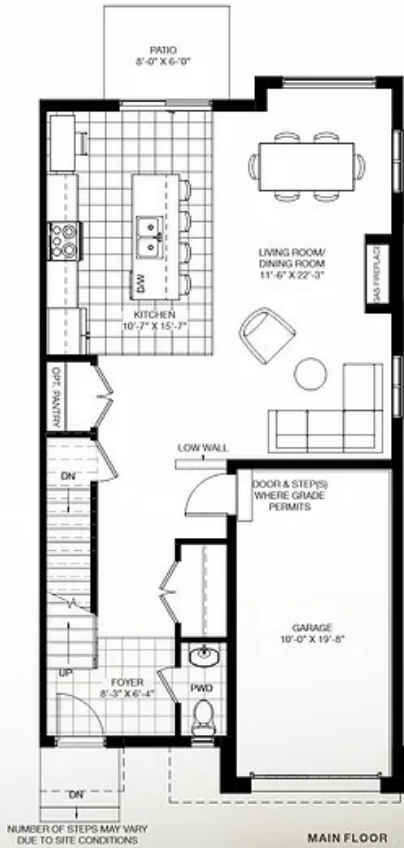 PATIO
8'-0" X 6'-0"
LIVING ROOM/
DINING ROOM
11'-6" X 22'-3"
GAS FIREPLACE
D/W
KITCHEN
10'-7" X 15'-7"
OPT. PANTRY
LOW WALL
DN
DOOR & STEP(S)
WHERE GRADE
PERMITS
GARAGE
10'-0" X 19'-8"
UP
FOYER
8'-3" X 6'-4"
PWD
DN
NUMBER OF STEPS MAY VARY
DUE TO SITE CONDITIONS
MAIN FLOOR